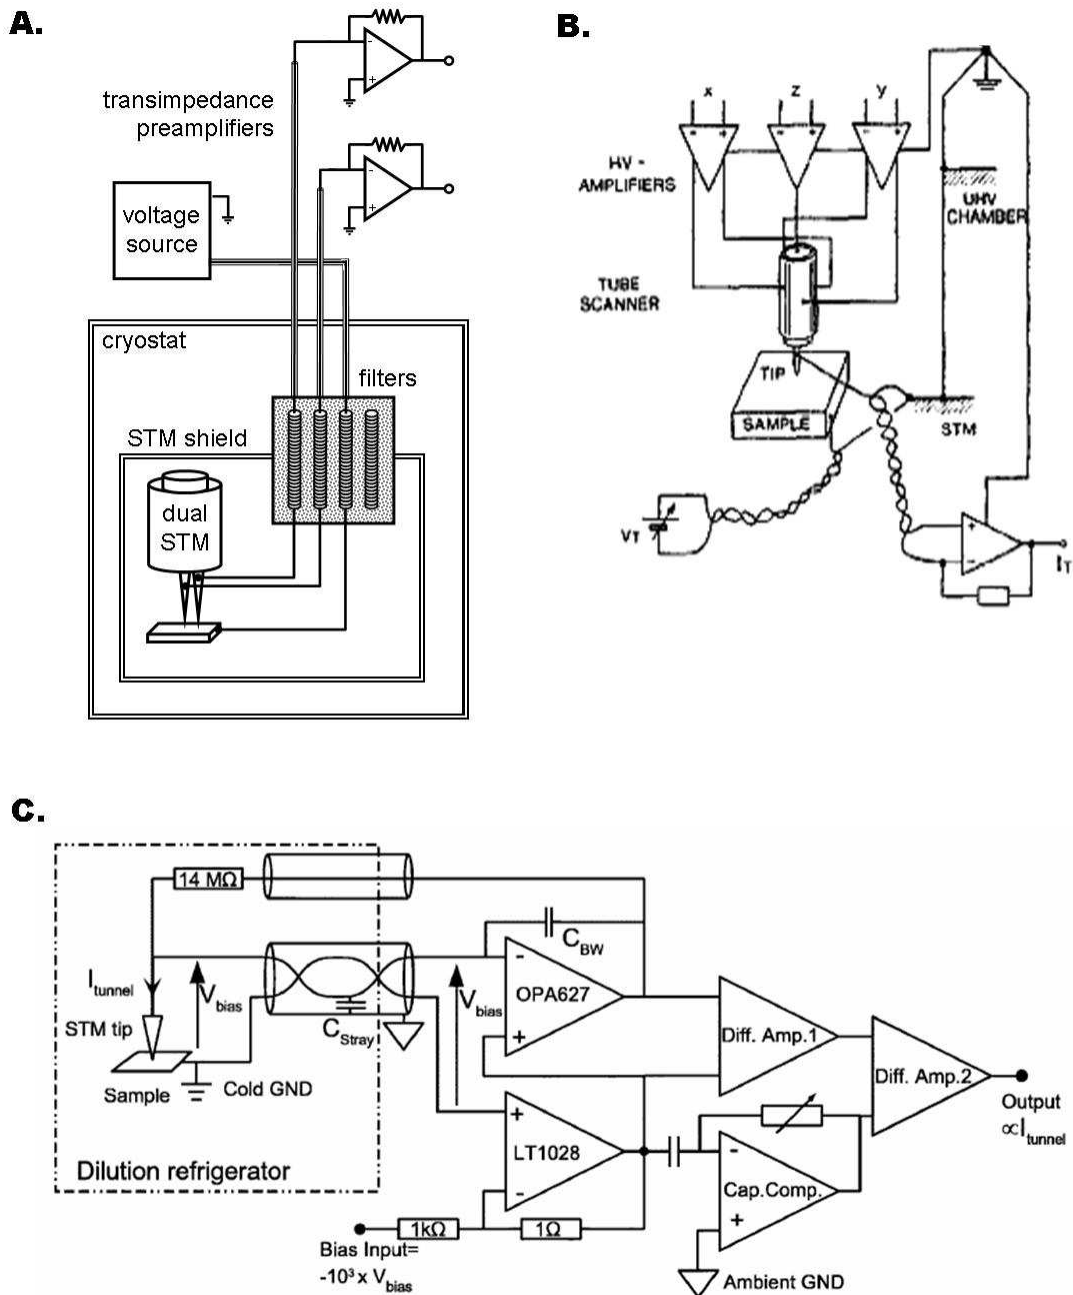 A.
transimpedance
preamplifiers
-
+
-
+
voltage
source
cryostat
filters
STM shield
dual
STM
B.
x
z
y
- +
- +
- +
HV -
AMPLIFIERS
UHV
CHAMBER
TUBE
SCANNER
TIP
SAMPLE
STM
VT
+
-
IT
C.
14 MΩ
CBW
-
OPA627
+
Itunnel
Vbias
Vbias
STM tip
CStray
Sample
Cold GND
Diff. Amp.1
Diff. Amp.2
Output
∝Itunnel
+
LT1028
-
Dilution refrigerator
-
Cap.Comp.
+
1kΩ
1Ω
Bias Input=
-10³ x Vbias
Ambient GND